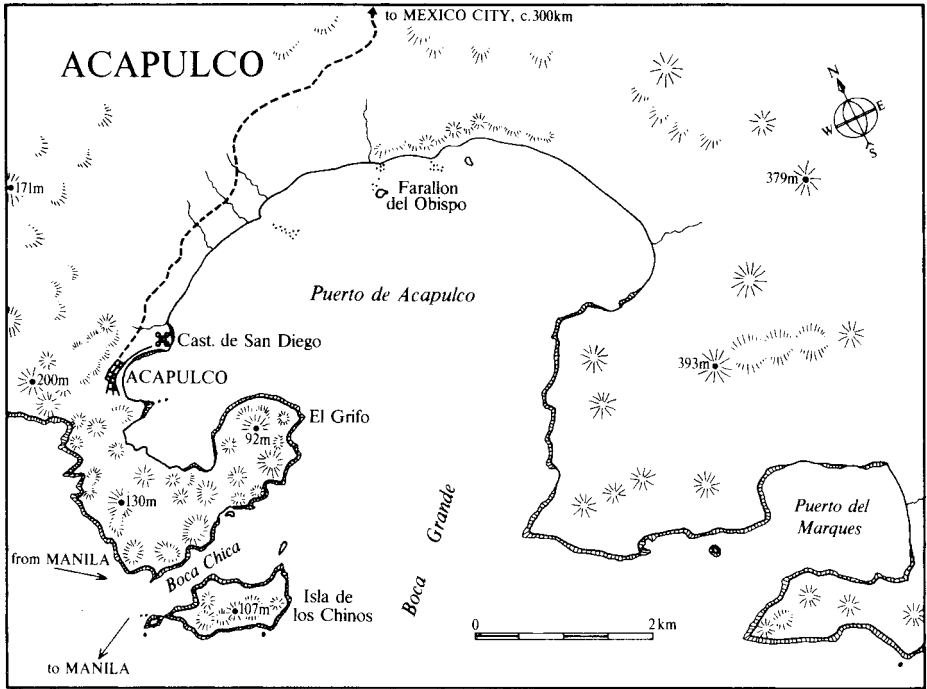 to MEXICO CITY, c.300km
ACAPULCO
N
W E
S
171m
379m
Farallon
del Obispo
Puerto de Acapulco
Cast. de San Diego
393m
200m
ACAPULCO
El Grifo
92m
130m
Puerto del
Marques
from MANILA
Boca Chica
Boca Grande
Isla de
los Chinos
107m
0 2km
to MANILA